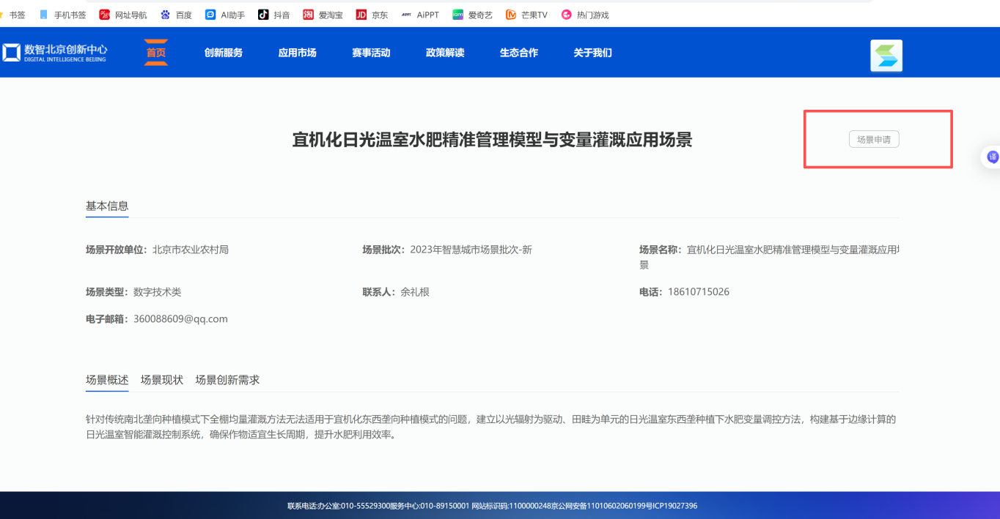 书签 手机书签 网址导航 百度 AI助手 抖音 爱淘宝 JD 京东 AiPPT 爱奇艺 芒果TV 热门游戏
数智北京创新中心 首页 创新服务 应用市场 赛事活动 政策解读 生态合作 关于我们
DIGITAL INTELLIGENCE BEIJING
宜机化日光温室水肥精准管理模型与变量灌溉应用场景
场景申请
译
基本信息
场景开放单位：北京市农业农村局 场景批次：2023年智慧城市场景批次-新 场景名称：宜机化日光温室水肥精准管理模型与变量灌溉应用场
景
场景类型：数字技术类 联系人：余礼根 电话：18610715026
电子邮箱：360088609@qq.com
场景概述 场景现状 场景创新需求
针对传统南北垄向种植模式下全棚均量灌溉方法无法适用于宜机化东西垄向种植模式的问题，建立以光辐射为驱动、田畦为单元的日光温室东西垄种植下水肥变量调控方法，构建基于边缘计算的
日光温室智能灌溉控制系统，确保作物适宜生长周期，提升水肥利用效率。
联系电话:办公室:010-55529300服务中心:010-89150001 网站标识码:1100000248京公网安备11010602060199号ICP19027396